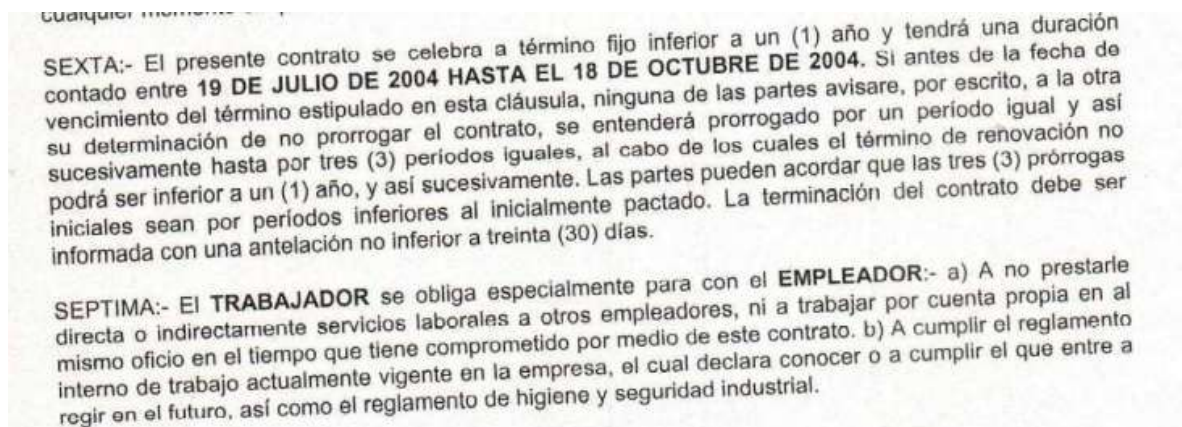 cualquier
SEXTA:- El presente contrato se celebra a término fijo inferior a un (1) año y tendrá una duración
contado entre 19 DE JULIO DE 2004 HASTA EL 18 DE OCTUBRE DE 2004. Si antes de la fecha de
vencimiento del término estipulado en esta cláusula, ninguna de las partes avisare, por escrito, a la otra
su determinación de no prorrogar el contrato, se entenderá prorrogado por un período igual y así
sucesivamente hasta por tres (3) períodos iguales, al cabo de los cuales el término de renovación no
podrá ser inferior a un (1) año, y así sucesivamente. Las partes pueden acordar que las tres (3) prórrogas
iniciales sean por períodos inferiores al inicialmente pactado. La terminación del contrato debe ser
informada con una antelación no inferior a treinta (30) días.
SEPTIMA:- El TRABAJADOR se obliga especialmente para con el EMPLEADOR:- a) A no prestarle
directa o indirectamente servicios laborales a otros empleadores, ni a trabajar por cuenta propia en al
mismo oficio en el tiempo que tiene comprometido por medio de este contrato. b) A cumplir el reglamento
interno de trabajo actualmente vigente en la empresa, el cual declara conocer o a cumplir el que entre a
regir en el futuro, así como el reglamento de higiene y seguridad industrial.